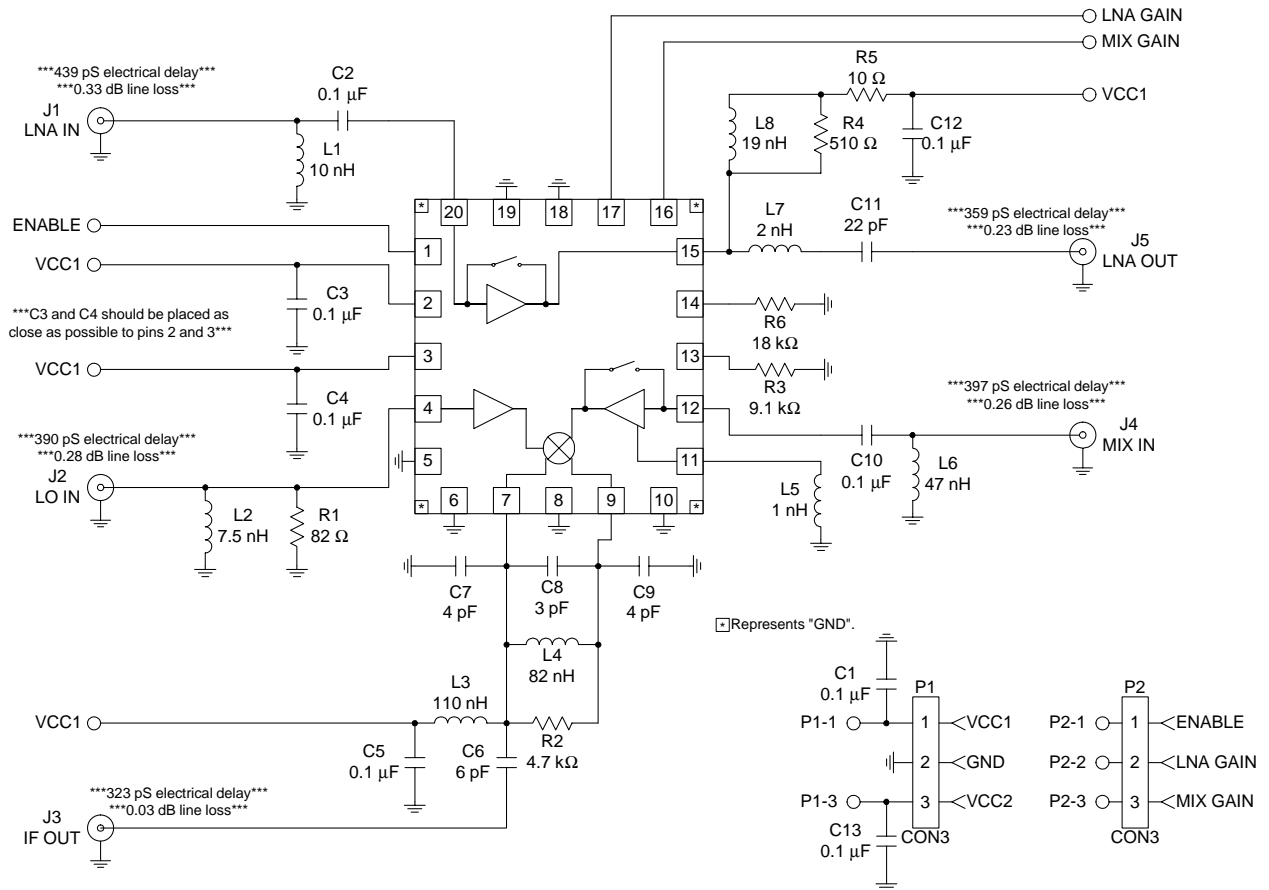 LNA GAIN
MIX GAIN
***439 pS electrical delay***
***0.33 dB line loss***
C2
0.1 μF
R5
10 Ω
VCC1
J1
LNA IN
L1
10 nH
L8
19 nH
R4
510 Ω
C12
0.1 μF
*
20
19
18
17
16
*
ENABLE
1
15
L7
2 nH
C11
22 pF
***359 pS electrical delay***
***0.23 dB line loss***
J5
LNA OUT
VCC1
2
14
C3
0.1 μF
R6
18 kΩ
***C3 and C4 should be placed as
close as possible to pins 2 and 3***
VCC1
3
13
R3
9.1 kΩ
C4
0.1 μF
4
12
***397 pS electrical delay***
***0.26 dB line loss***
J4
MIX IN
***390 pS electrical delay***
***0.28 dB line loss***
5
11
C10
0.1 μF
L6
47 nH
J2
LO IN
L2
7.5 nH
R1
82 Ω
L5
1 nH
*
6
7
8
9
10
*
C7
4 pF
C8
3 pF
C9
4 pF
* Represents "GND".
L4
82 nH
L3
110 nH
VCC1
C5
0.1 μF
C6
6 pF
R2
4.7 kΩ
***323 pS electrical delay***
***0.03 dB line loss***
J3
IF OUT
C1
0.1 μF
P1
P1-1
1
VCC1
2
GND
P1-3
3
VCC2
CON3
C13
0.1 μF
P2
P2-1
1
ENABLE
P2-2
2
LNA GAIN
P2-3
3
MIX GAIN
CON3